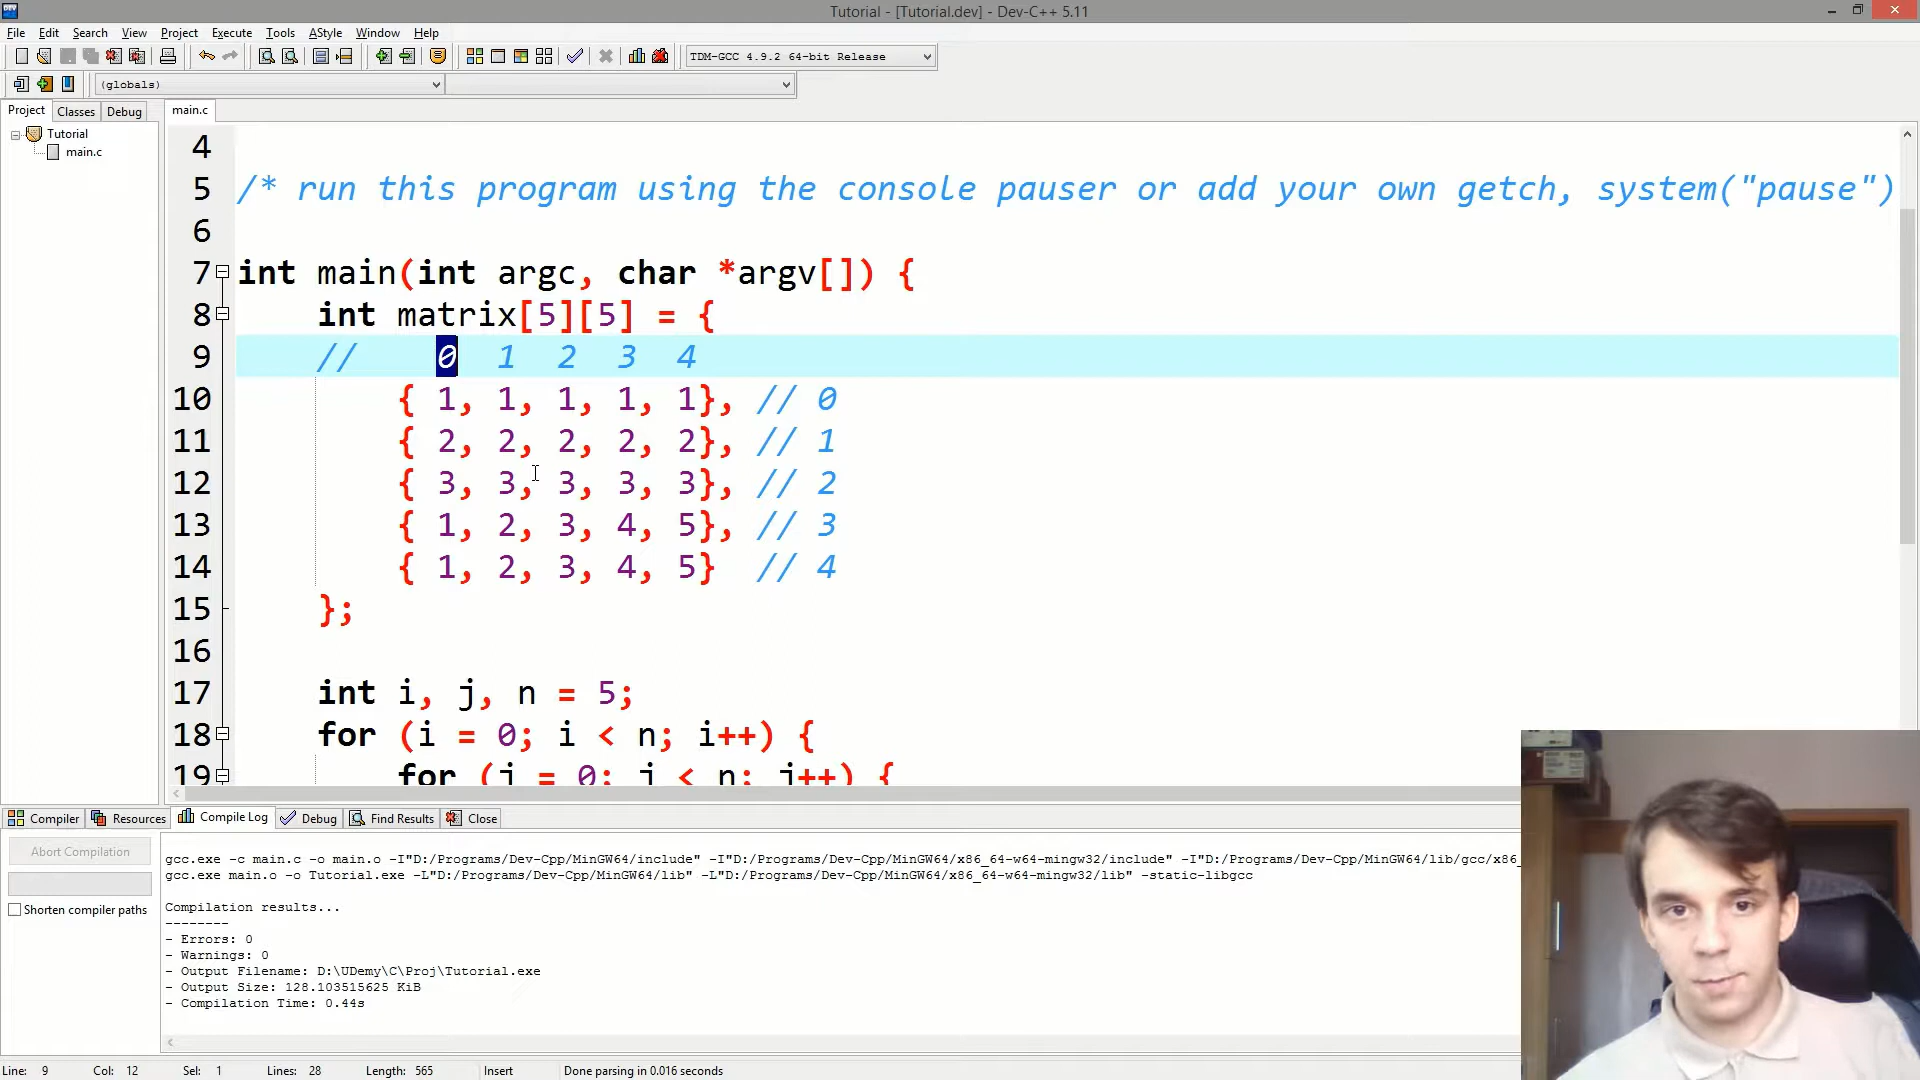 Tutorial - [Tutorial.dev] - Dev-C++ 5.11
File Edit Search View Project Execute Tools AStyle Window Help
TDM-GCC 4.9.2 64-bit Release
(globals)
Project Classes Debug
main.c
Tutorial
main.c
4
5 /* run this program using the console pauser or add your own getch, system("pause")
6
7 int main(int argc, char *argv[]) {
8 int matrix[5][5] = {
9 // 0 1 2 3 4
10 { 1, 1, 1, 1, 1}, // 0
11 { 2, 2, 2, 2, 2}, // 1
12 { 3, 3, 3, 3, 3}, // 2
13 { 1, 2, 3, 4, 5}, // 3
14 { 1, 2, 3, 4, 5} // 4
15 };
16
17 int i, j, n = 5;
18 for (i = 0; i < n; i++) {
19 for (j = 0; j < n; j++) {
Compiler Resources Compile Log Debug Find Results Close
Abort Compilation
Shorten compiler paths
gcc.exe -c main.c -o main.o -I"D:/Programs/Dev-Cpp/MinGW64/include" -I"D:/Programs/Dev-Cpp/MinGW64/x86_64-w64-mingw32/include" -I"D:/Programs/Dev-Cpp/MinGW64/lib/gcc/x86_
gcc.exe main.o -o Tutorial.exe -L"D:/Programs/Dev-Cpp/MinGW64/lib" -L"D:/Programs/Dev-Cpp/MinGW64/x86_64-w64-mingw32/lib" -static-libgcc
Compilation results...
--------
- Errors: 0
- Warnings: 0
- Output Filename: D:\UDemy\C\Proj\Tutorial.exe
- Output Size: 128.103515625 KiB
- Compilation Time: 0.44s
Line: 9 Col: 12 Sel: 1 Lines: 28 Length: 565 Insert Done parsing in 0.016 seconds